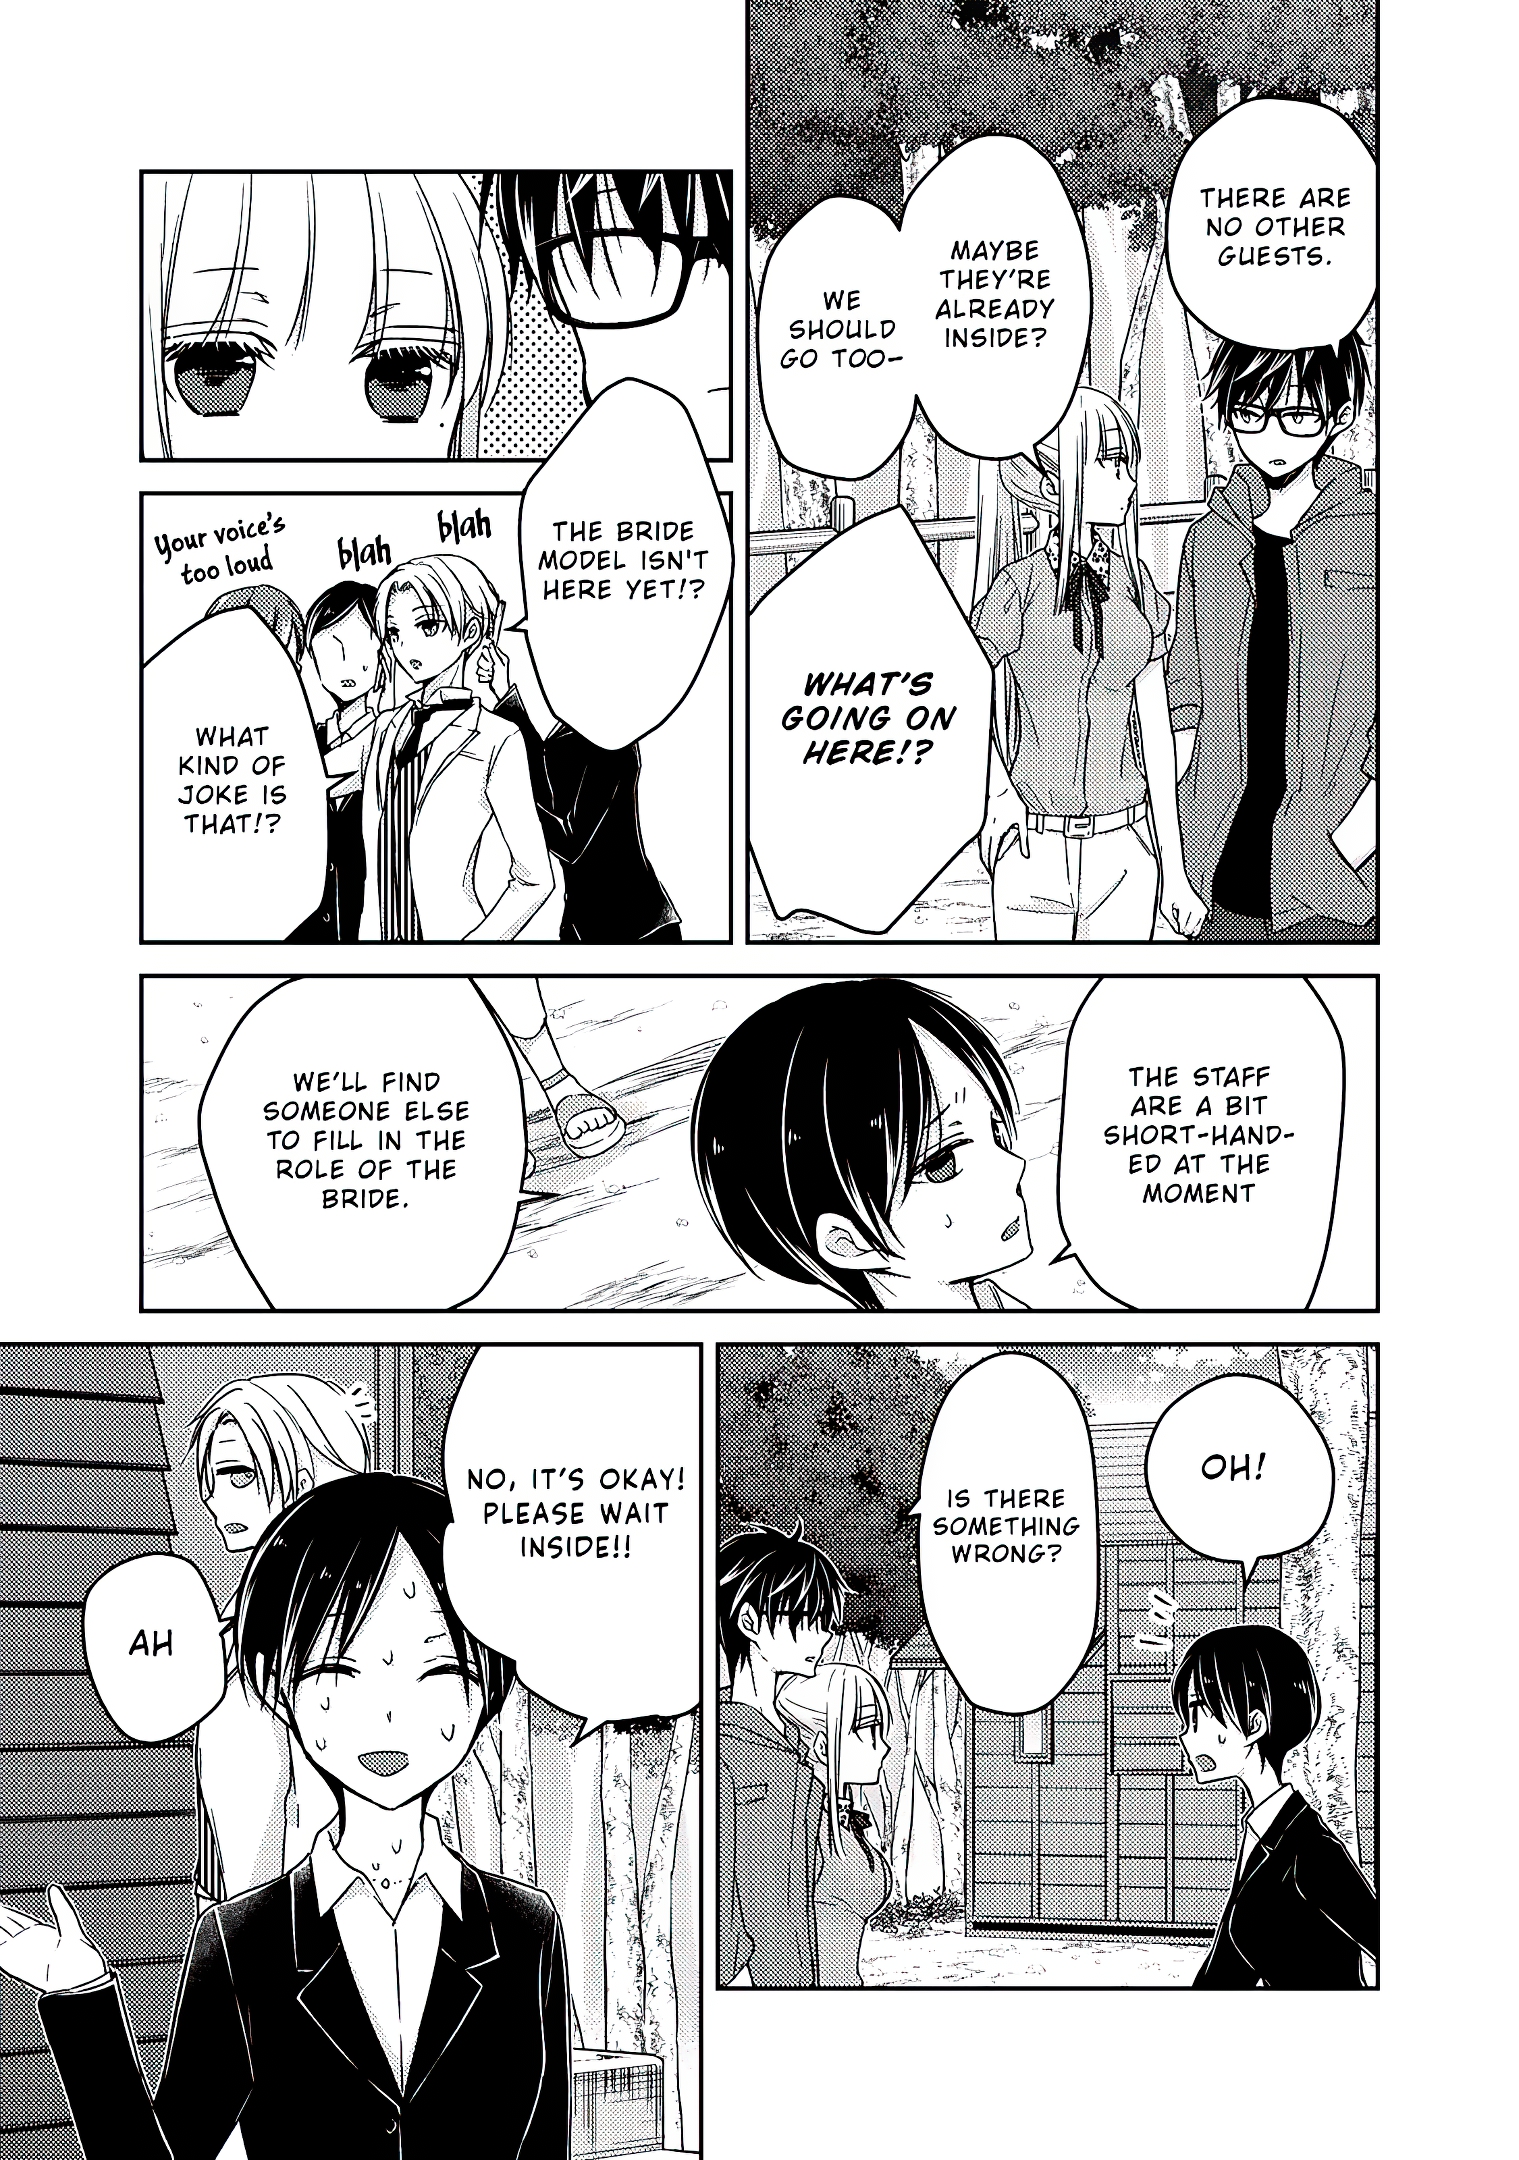 THERE ARE
NO OTHER
GUESTS.
MAYBE
THEY'RE
ALREADY
INSIDE?
WE
SHOULD
GO TOO-
WHAT'S
GOING ON
HERE!?
THE BRIDE
MODEL ISN'T
HERE YET!?
blah
blah
Your voice's
too loud
WHAT
KIND OF
JOKE IS
THAT!?
THE STAFF
ARE A BIT
SHORT-HAND-
ED AT THE
MOMENT
WE'LL FIND
SOMEONE ELSE
TO FILL IN THE
ROLE OF THE
BRIDE.
OH!
IS THERE
SOMETHING
WRONG?
NO, IT'S OKAY!
PLEASE WAIT
INSIDE!!
AH